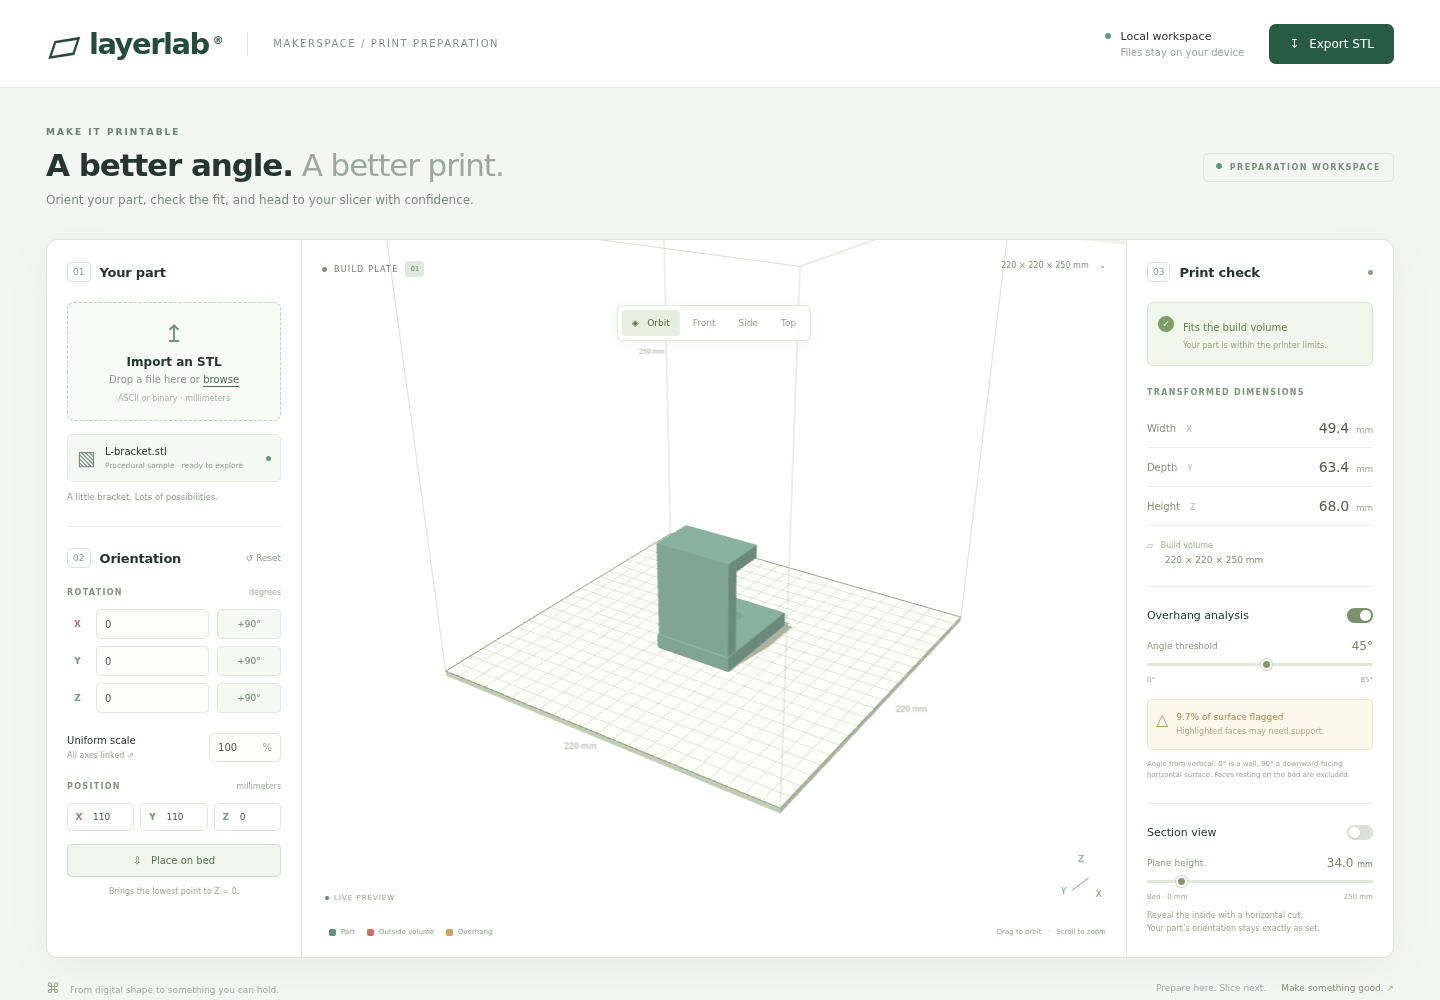 layerlab®
MAKERSPACE / PRINT PREPARATION
Local workspace
Files stay on your device
↧ Export STL
MAKE IT PRINTABLE
A better angle. A better print.
Orient your part, check the fit, and head to your slicer with confidence.
PREPARATION WORKSPACE
01 Your part
↥
Import an STL
Drop a file here or browse
ASCII or binary · millimeters
L-bracket.stl
Procedural sample · ready to explore
A little bracket. Lots of possibilities.
02 Orientation
↺ Reset
ROTATION
degrees
X 0 +90°
Y 0 +90°
Z 0 +90°
Uniform scale
All axes linked ↗
100 %
POSITION
millimeters
X 110 Y 110 Z 0
⇩ Place on bed
Brings the lowest point to Z = 0.
BUILD PLATE 01
220 × 220 × 250 mm
◈ Orbit Front Side Top
250 mm
220 mm
220 mm
Z
Y
X
LIVE PREVIEW
Part Outside volume Overhang
Drag to orbit · Scroll to zoom
03 Print check
✓ Fits the build volume
Your part is within the printer limits.
TRANSFORMED DIMENSIONS
Width X 49.4 mm
Depth Y 63.4 mm
Height Z 68.0 mm
▱ Build volume
220 × 220 × 250 mm
Overhang analysis
Angle threshold 45°
0° 85°
△ 9.7% of surface flagged
Highlighted faces may need support.
Angle from vertical: 0° is a wall, 90° a downward-facing
horizontal surface. Faces resting on the bed are excluded.
Section view
Plane height 34.0 mm
Bed · 0 mm 250 mm
Reveal the inside with a horizontal cut.
Your part's orientation stays exactly as set.
⌘ From digital shape to something you can hold.
Prepare here. Slice next. Make something good. ↗